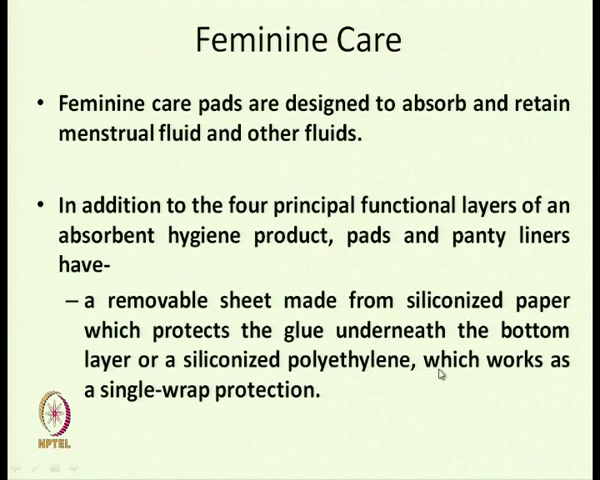 Feminine Care
• Feminine care pads are designed to absorb and retain
menstrual fluid and other fluids.
• In addition to the four principal functional layers of an
absorbent hygiene product, pads and panty liners
have-
– a removable sheet made from siliconized paper
which protects the glue underneath the bottom
layer or a siliconized polyethylene, which works as
a single-wrap protection.
NPTEL